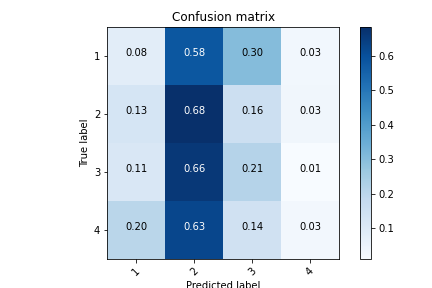 Confusion matrix
True label
1 0.08 0.58 0.30 0.03
2 0.13 0.68 0.16 0.03
3 0.11 0.66 0.21 0.01
4 0.20 0.63 0.14 0.03
1 2 3 4
Predicted label
0.6
0.5
0.4
0.3
0.2
0.1